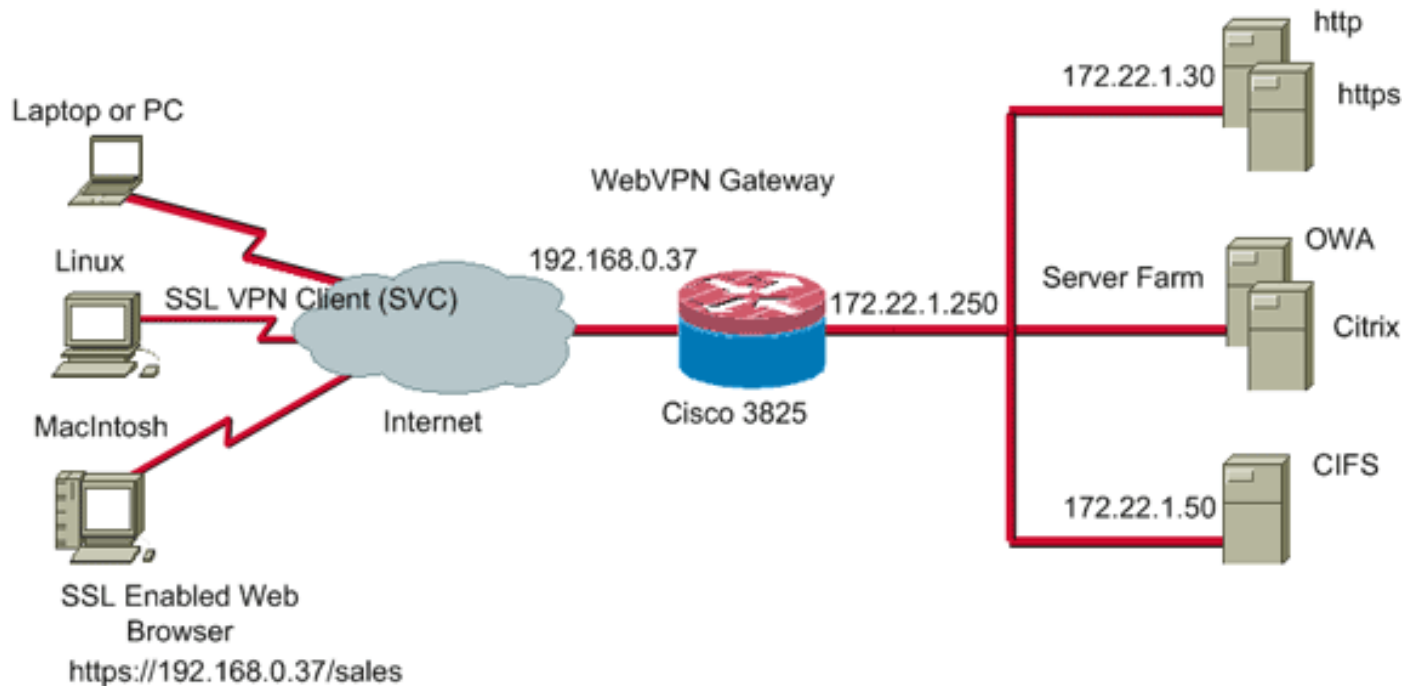 http
172.22.1.30
https
Laptop or PC
WebVPN Gateway
Linux
192.168.0.37
OWA
SSL VPN Client (SVC)
172.22.1.250
Server Farm
Citrix
MacIntosh
Internet
Cisco 3825
CIFS
172.22.1.50
SSL Enabled Web
Browser
https://192.168.0.37/sales